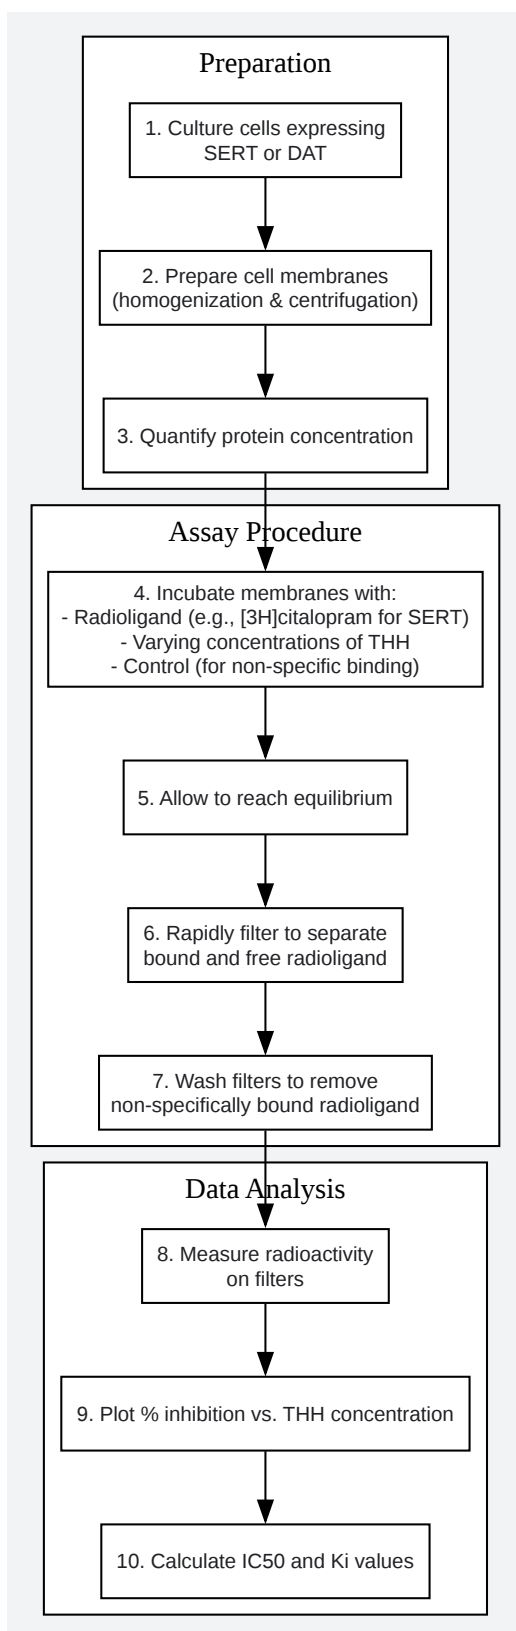 Preparation
1. Culture cells expressing
SERT or DAT
2. Prepare cell membranes
(homogenization & centrifugation)
3. Quantify protein concentration
Assay Procedure
4. Incubate membranes with:
- Radioligand (e.g., [3H]citalopram for SERT)
- Varying concentrations of THH
- Control (for non-specific binding)
5. Allow to reach equilibrium
6. Rapidly filter to separate
bound and free radioligand
7. Wash filters to remove
non-specifically bound radioligand
Data Analysis
8. Measure radioactivity
on filters
9. Plot % inhibition vs. THH concentration
10. Calculate IC50 and Ki values